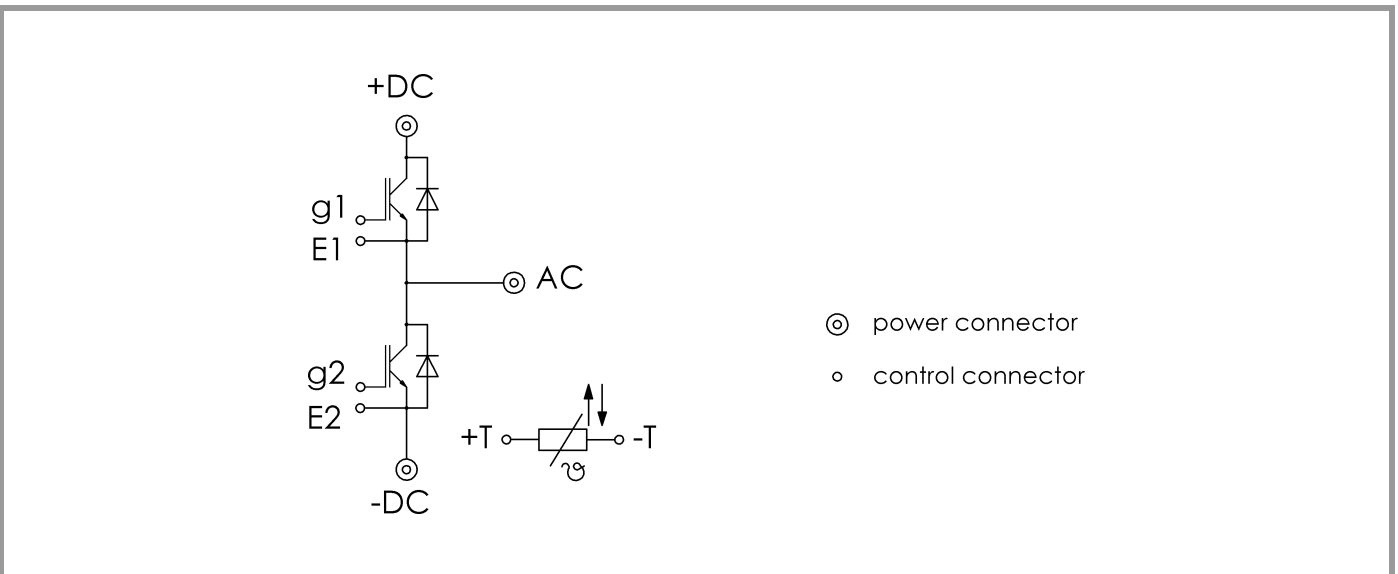 +DC
g1
E1
AC
power connector
g2
control connector
E2
+T
-T
ϑ
-DC